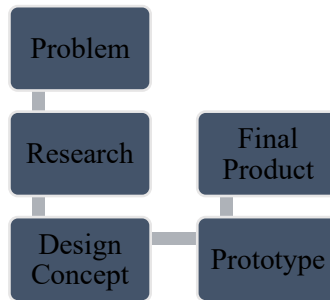 Problem
Research
Design
Concept
Prototype
Final
Product